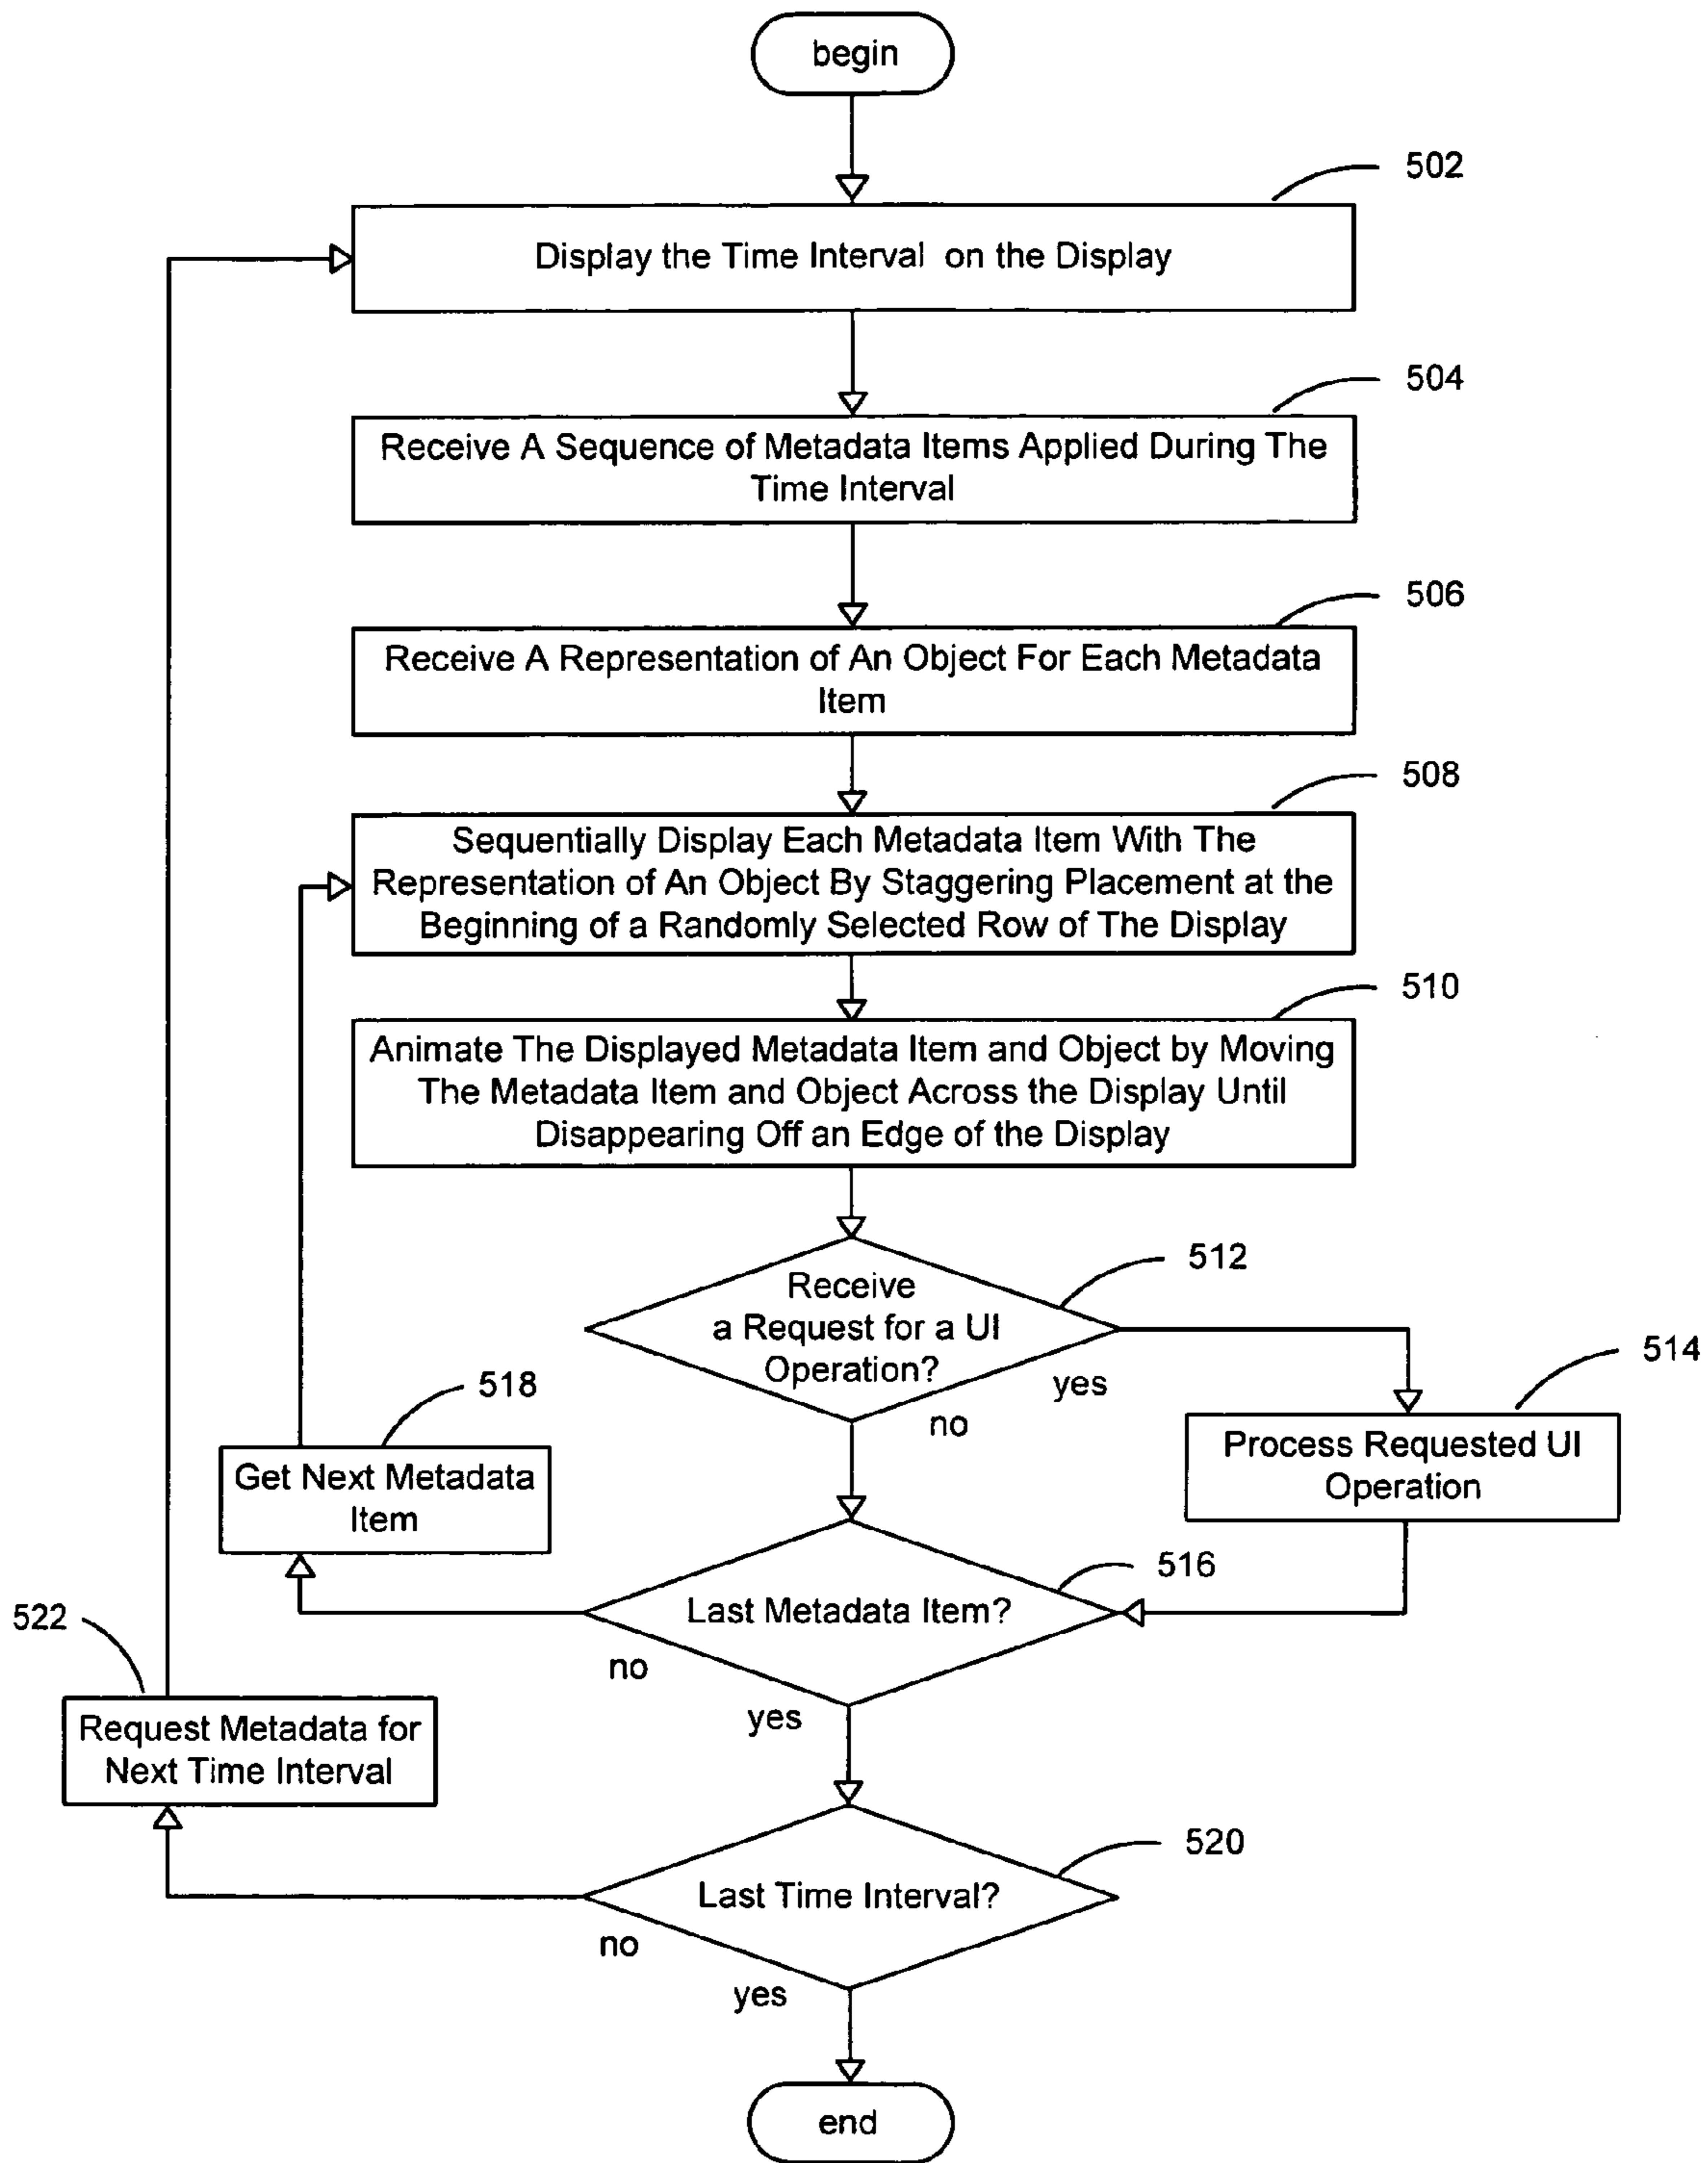 begin
502
Display the Time Interval on the Display
504
Receive A Sequence of Metadata Items Applied During The
Time Interval
506
Receive A Representation of An Object For Each Metadata
Item
508
Sequentially Display Each Metadata Item With The
Representation of An Object By Staggering Placement at the
Beginning of a Randomly Selected Row of The Display
510
Animate The Displayed Metadata Item and Object by Moving
The Metadata Item and Object Across the Display Until
Disappearing Off an Edge of the Display
512
Receive
a Request for a UI
Operation?
yes
no
514
Process Requested UI
Operation
518
Get Next Metadata
Item
516
Last Metadata Item?
no
yes
522
Request Metadata for
Next Time Interval
520
Last Time Interval?
no
yes
end